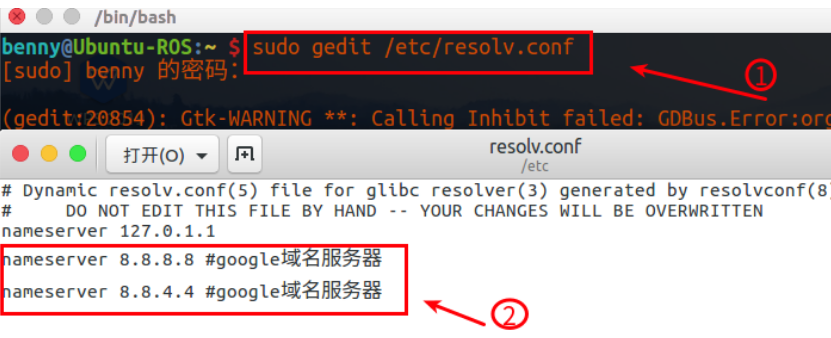 /bin/bash
benny@Ubuntu-ROS:~ $ sudo gedit /etc/resolv.conf
[sudo] benny 的密码:
①
(gedit:20854): Gtk-WARNING **: Calling Inhibit failed: GDBus.Error:org
打开(O)
resolv.conf
/etc
# Dynamic resolv.conf(5) file for glibc resolver(3) generated by resolvconf(8)
# DO NOT EDIT THIS FILE BY HAND -- YOUR CHANGES WILL BE OVERWRITTEN
nameserver 127.0.1.1
nameserver 8.8.8.8 #google域名服务器
nameserver 8.8.4.4 #google域名服务器
②